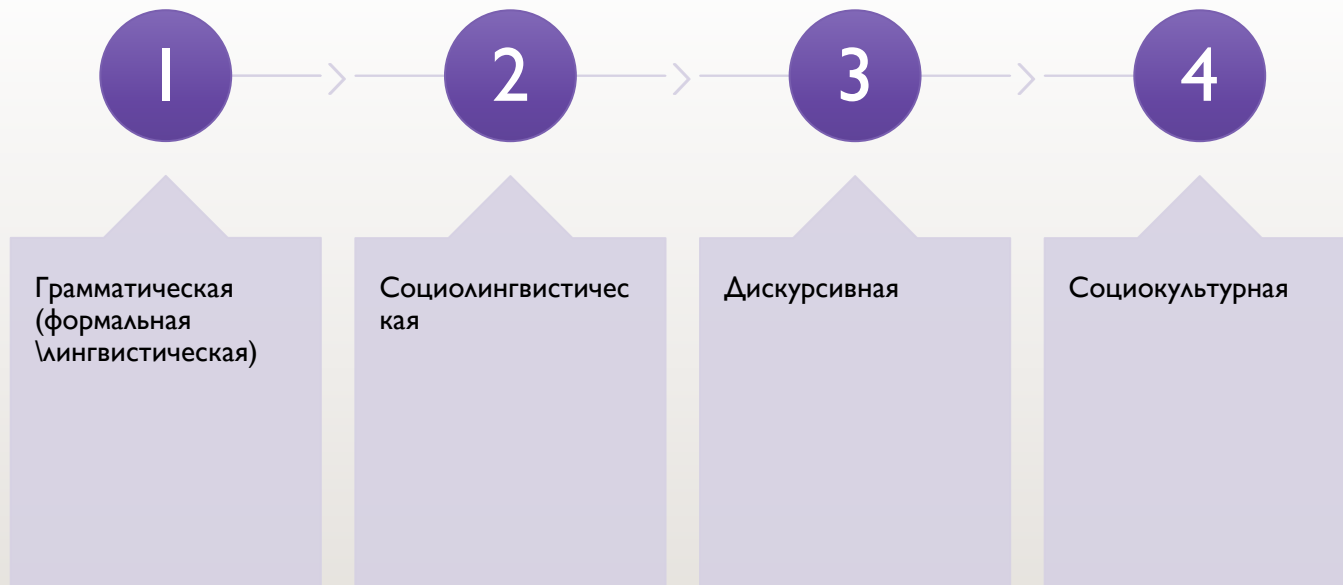 1
2
3
4
Грамматическая
(формальная
\лингвистическая)
Социолингвистичес
кая
Дискурсивная
Социокультурная